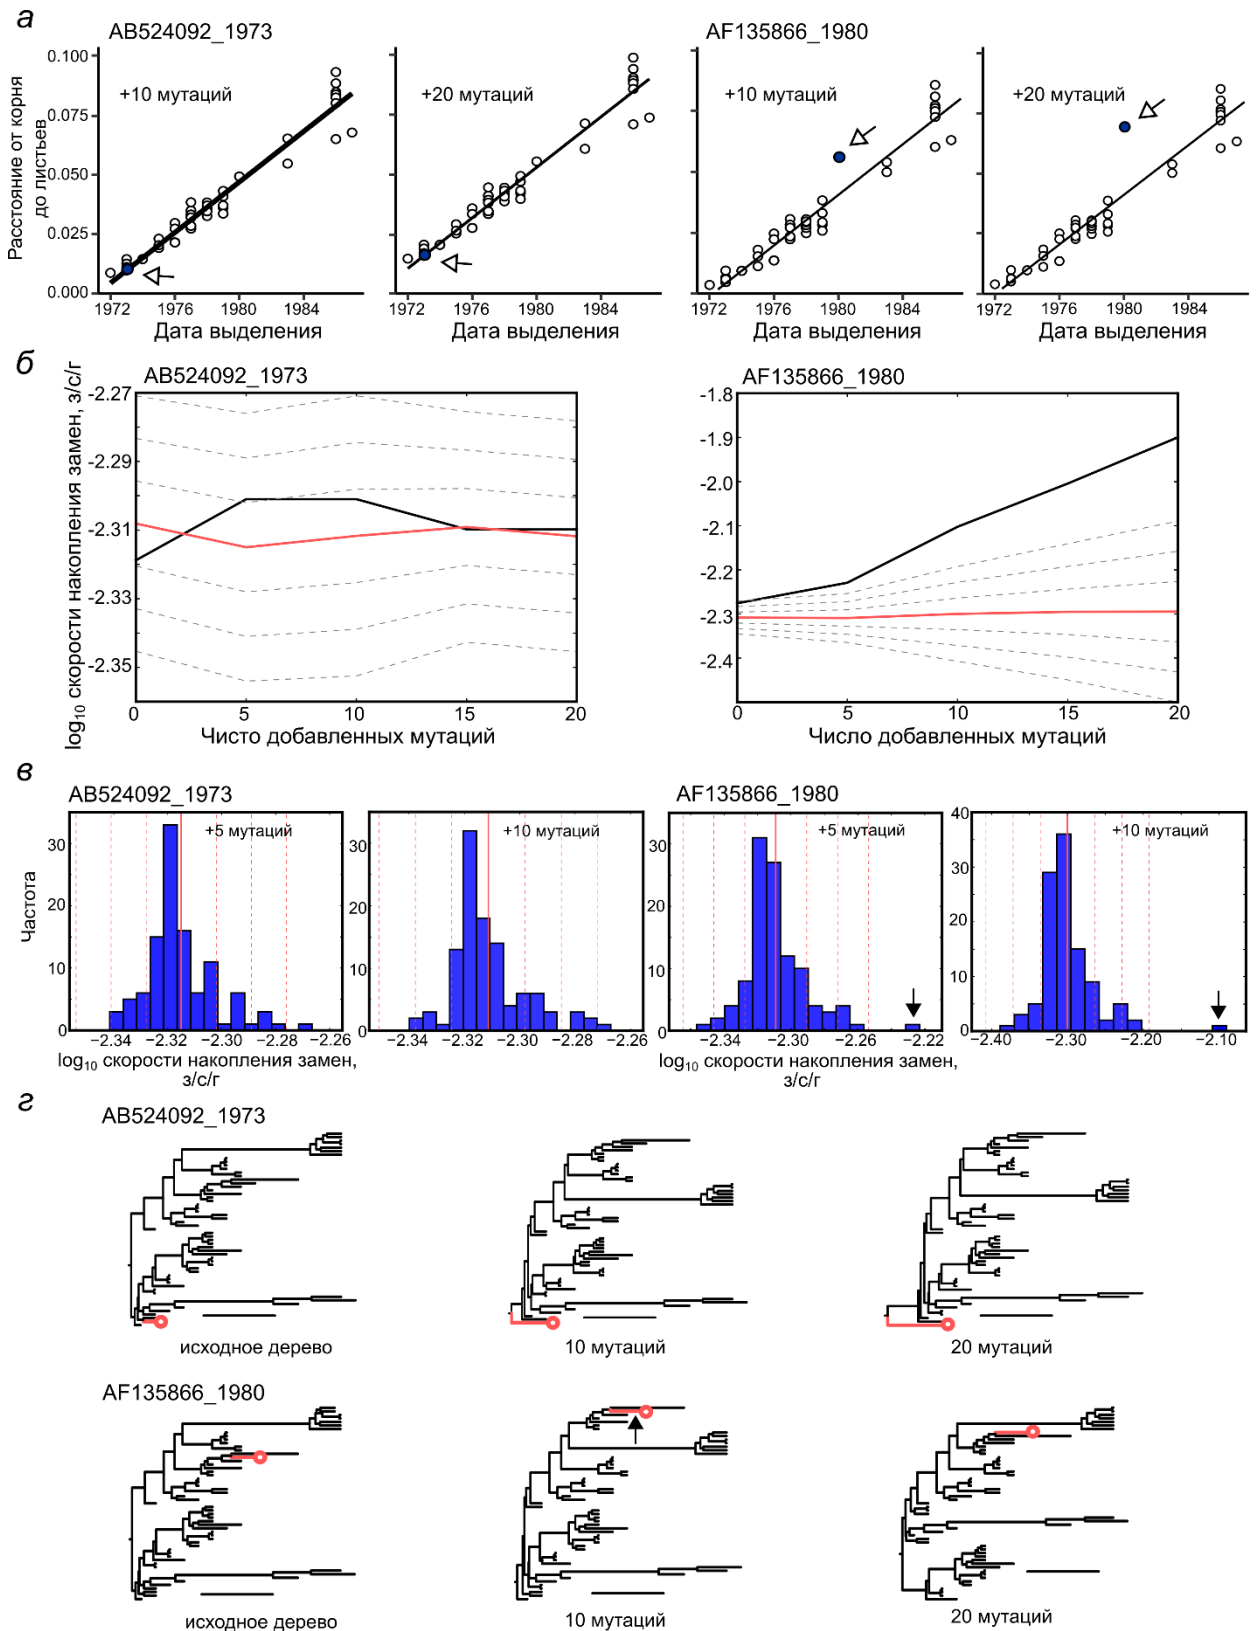 а
AB524092_1973
AF135866_1980
Расстояние от корня
до листьев
0.100
0.075
0.050
0.025
0.000
+10 мутаций
+20 мутаций
+10 мутаций
+20 мутаций
1972 1976 1980 1984
1972 1976 1980 1984
1972 1976 1980 1984
1972 1976 1980 1984
Дата выделения
Дата выделения
Дата выделения
Дата выделения
б
AB524092_1973
AF135866_1980
log10 скорости накопления замен, з/с/г
-2.27
-2.29
-2.31
-2.33
-2.35
0 5 10 15 20
Чисто добавленных мутаций
-1.8
-1.9
-2.0
-2.1
-2.2
-2.3
-2.4
0 5 10 15 20
Число добавленных мутаций
в
AB524092_1973
AF135866_1980
Частота
30
20
10
0
+5 мутаций
−2.34 −2.32 −2.30 −2.28 −2.26
30
20
10
0
+10 мутаций
−2.34 −2.32 −2.30 −2.28 −2.26
log10 скорости накопления замен,
з/с/г
30
20
10
0
+5 мутаций
−2.34 −2.30 −2.26 −2.22
40
30
20
10
0
+10 мутаций
−2.40 −2.30 −2.20 −2.10
log10 скорости накопления замен,
з/с/г
г
AB524092_1973
исходное дерево
10 мутаций
20 мутаций
AF135866_1980
исходное дерево
10 мутаций
20 мутаций